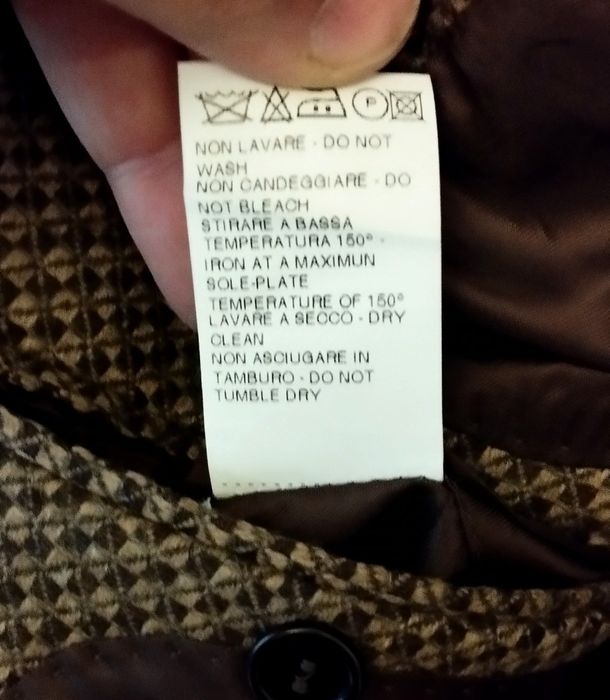 P
NON LAVARE - DO NOT
WASH
NON CANDEGGIARE - DO
NOT BLEACH
STIRARE A BASSA
TEMPERATURA 150° -
IRON AT A MAXIMUN
SOLE-PLATE
TEMPERATURE OF 150°
LAVARE A SECCO - DRY
CLEAN
NON ASCIUGARE IN
TAMBURO - DO NOT
TUMBLE DRY